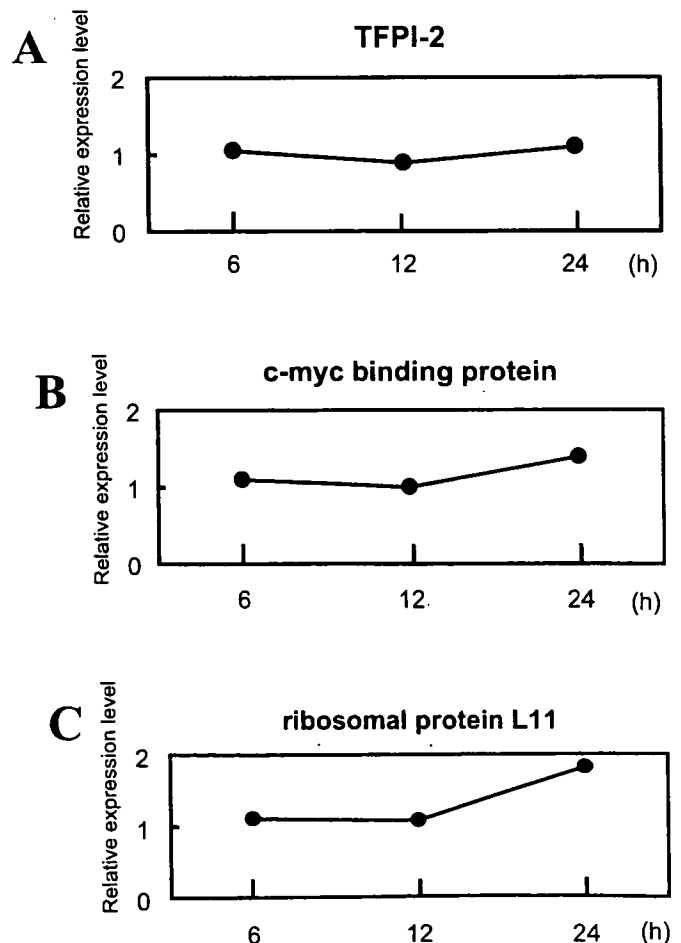 A
TFPI-2
Relative expression level
2
1
0
6 12 24 (h)
B
c-myc binding protein
Relative expression level
2
1
0
6 12 24 (h)
C
ribosomal protein L11
Relative expression level
2
1
0
6 12 24 (h)